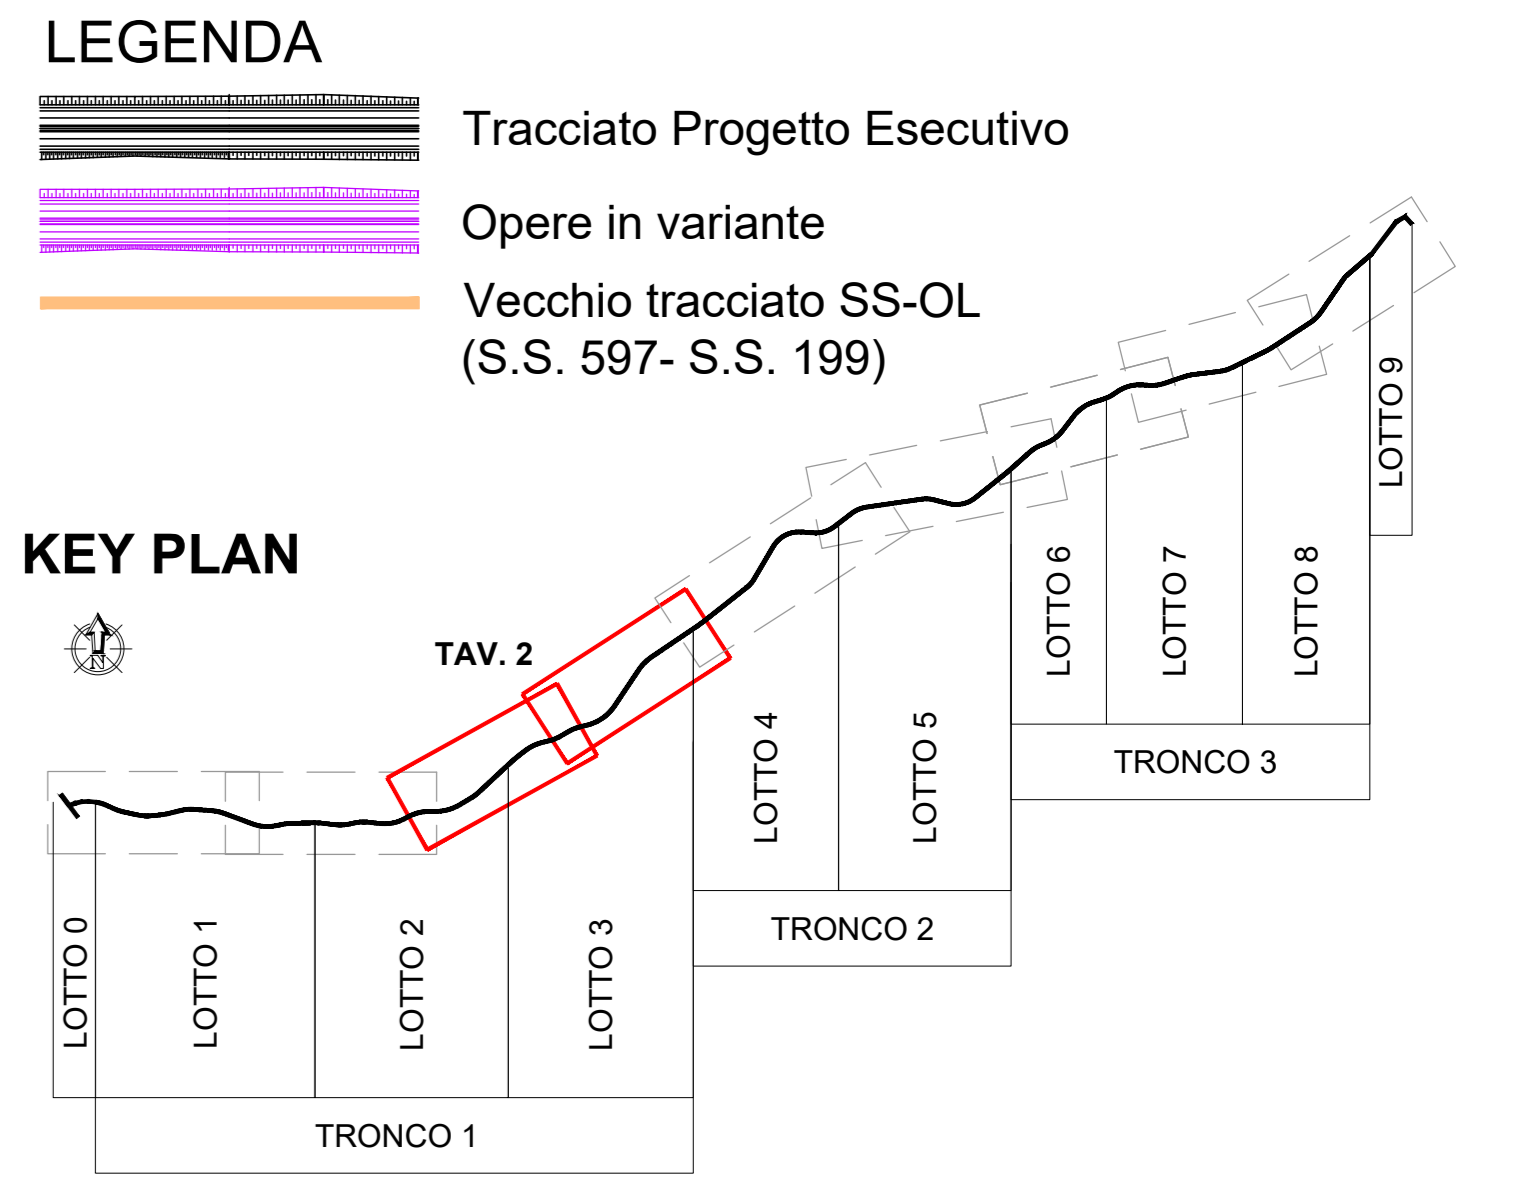 LEGENDA
Tracciato Progetto Esecutivo
Opere in variante
Vecchio tracciato SS-OL
(S.S. 597- S.S. 199)
KEY PLAN
N
TAV. 2
LOTTO 0
LOTTO 1
LOTTO 2
LOTTO 3
LOTTO 4
LOTTO 5
LOTTO 6
LOTTO 7
LOTTO 8
LOTTO 9
TRONCO 1
TRONCO 2
TRONCO 3